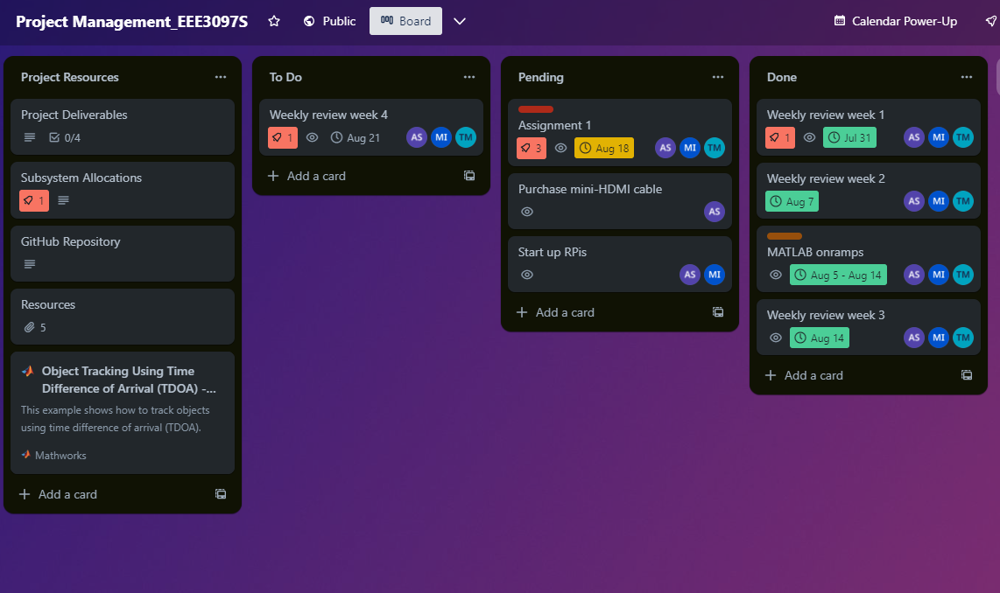 Project Management_EEE3097S
Public
Board
Calendar Power-Up
Project Resources
Project Deliverables
0/4
Subsystem Allocations
1
GitHub Repository
Resources
5
Object Tracking Using Time
Difference of Arrival (TDOA) -...
This example shows how to track objects
using time difference of arrival (TDOA).
Mathworks
Add a card
To Do
Weekly review week 4
1 Aug 21 AS MI TM
Add a card
Pending
Assignment 1
3 Aug 18 AS MI TM
Purchase mini-HDMI cable
AS
Start up RPis
AS MI
Add a card
Done
Weekly review week 1
1 Jul 31 AS MI TM
Weekly review week 2
Aug 7 AS MI TM
MATLAB onramps
Aug 5 - Aug 14 AS MI TM
Weekly review week 3
Aug 14 AS MI TM
Add a card